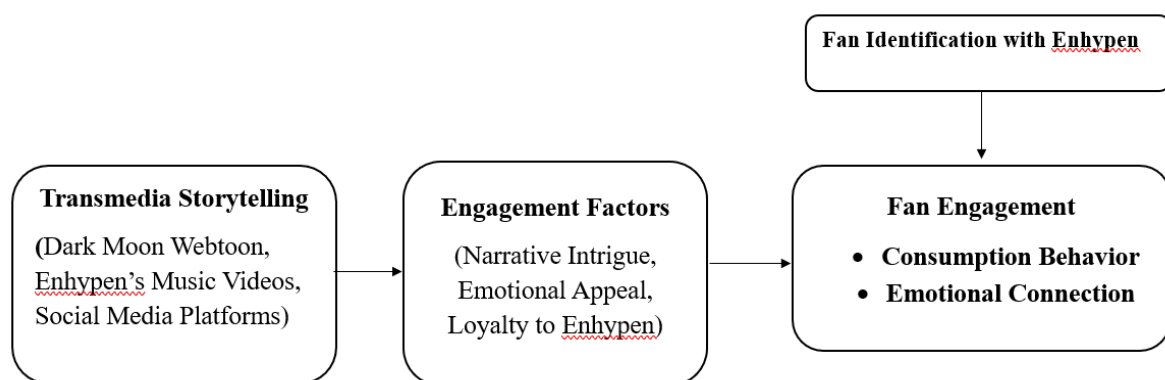 Fan Identification with Enhypen
Transmedia Storytelling
(Dark Moon Webtoon,
Enhypen’s Music Videos,
Social Media Platforms)
Engagement Factors
(Narrative Intrigue,
Emotional Appeal,
Loyalty to Enhypen)
Fan Engagement
• Consumption Behavior
• Emotional Connection